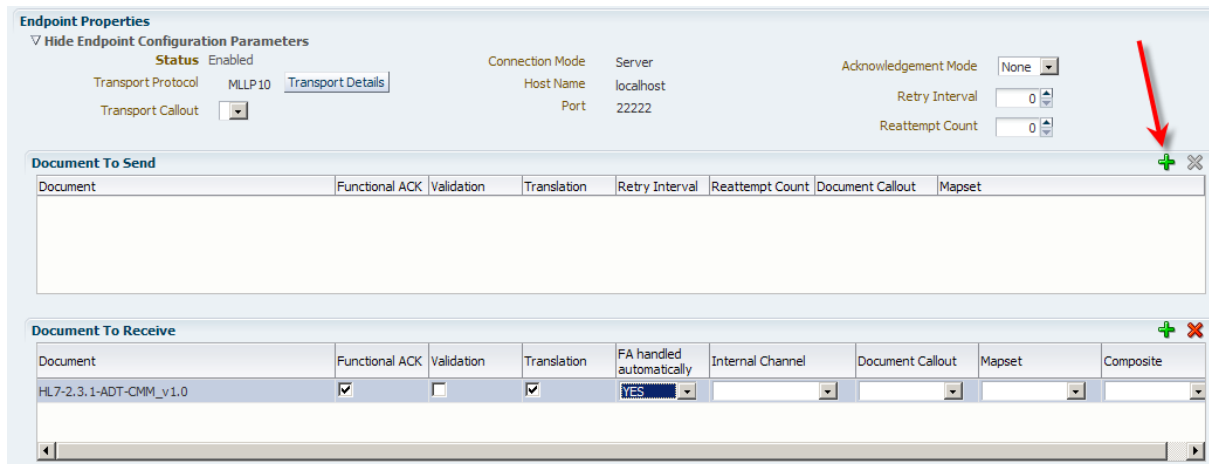 Endpoint Properties
Hide Endpoint Configuration Parameters
Status Enabled Connection Mode Server Acknowledgement Mode None
Transport Protocol MLLP10 Transport Details Host Name localhost Retry Interval 0
Transport Callout Port 22222 Reattempt Count 0
Document To Send
Document Functional ACK Validation Translation Retry Interval Reattempt Count Document Callout Mapset
Document To Receive
Document Functional ACK Validation Translation FA handled automatically Internal Channel Document Callout Mapset Composite
HL7-2.3.1-ADT-CMM_v1.0 YES